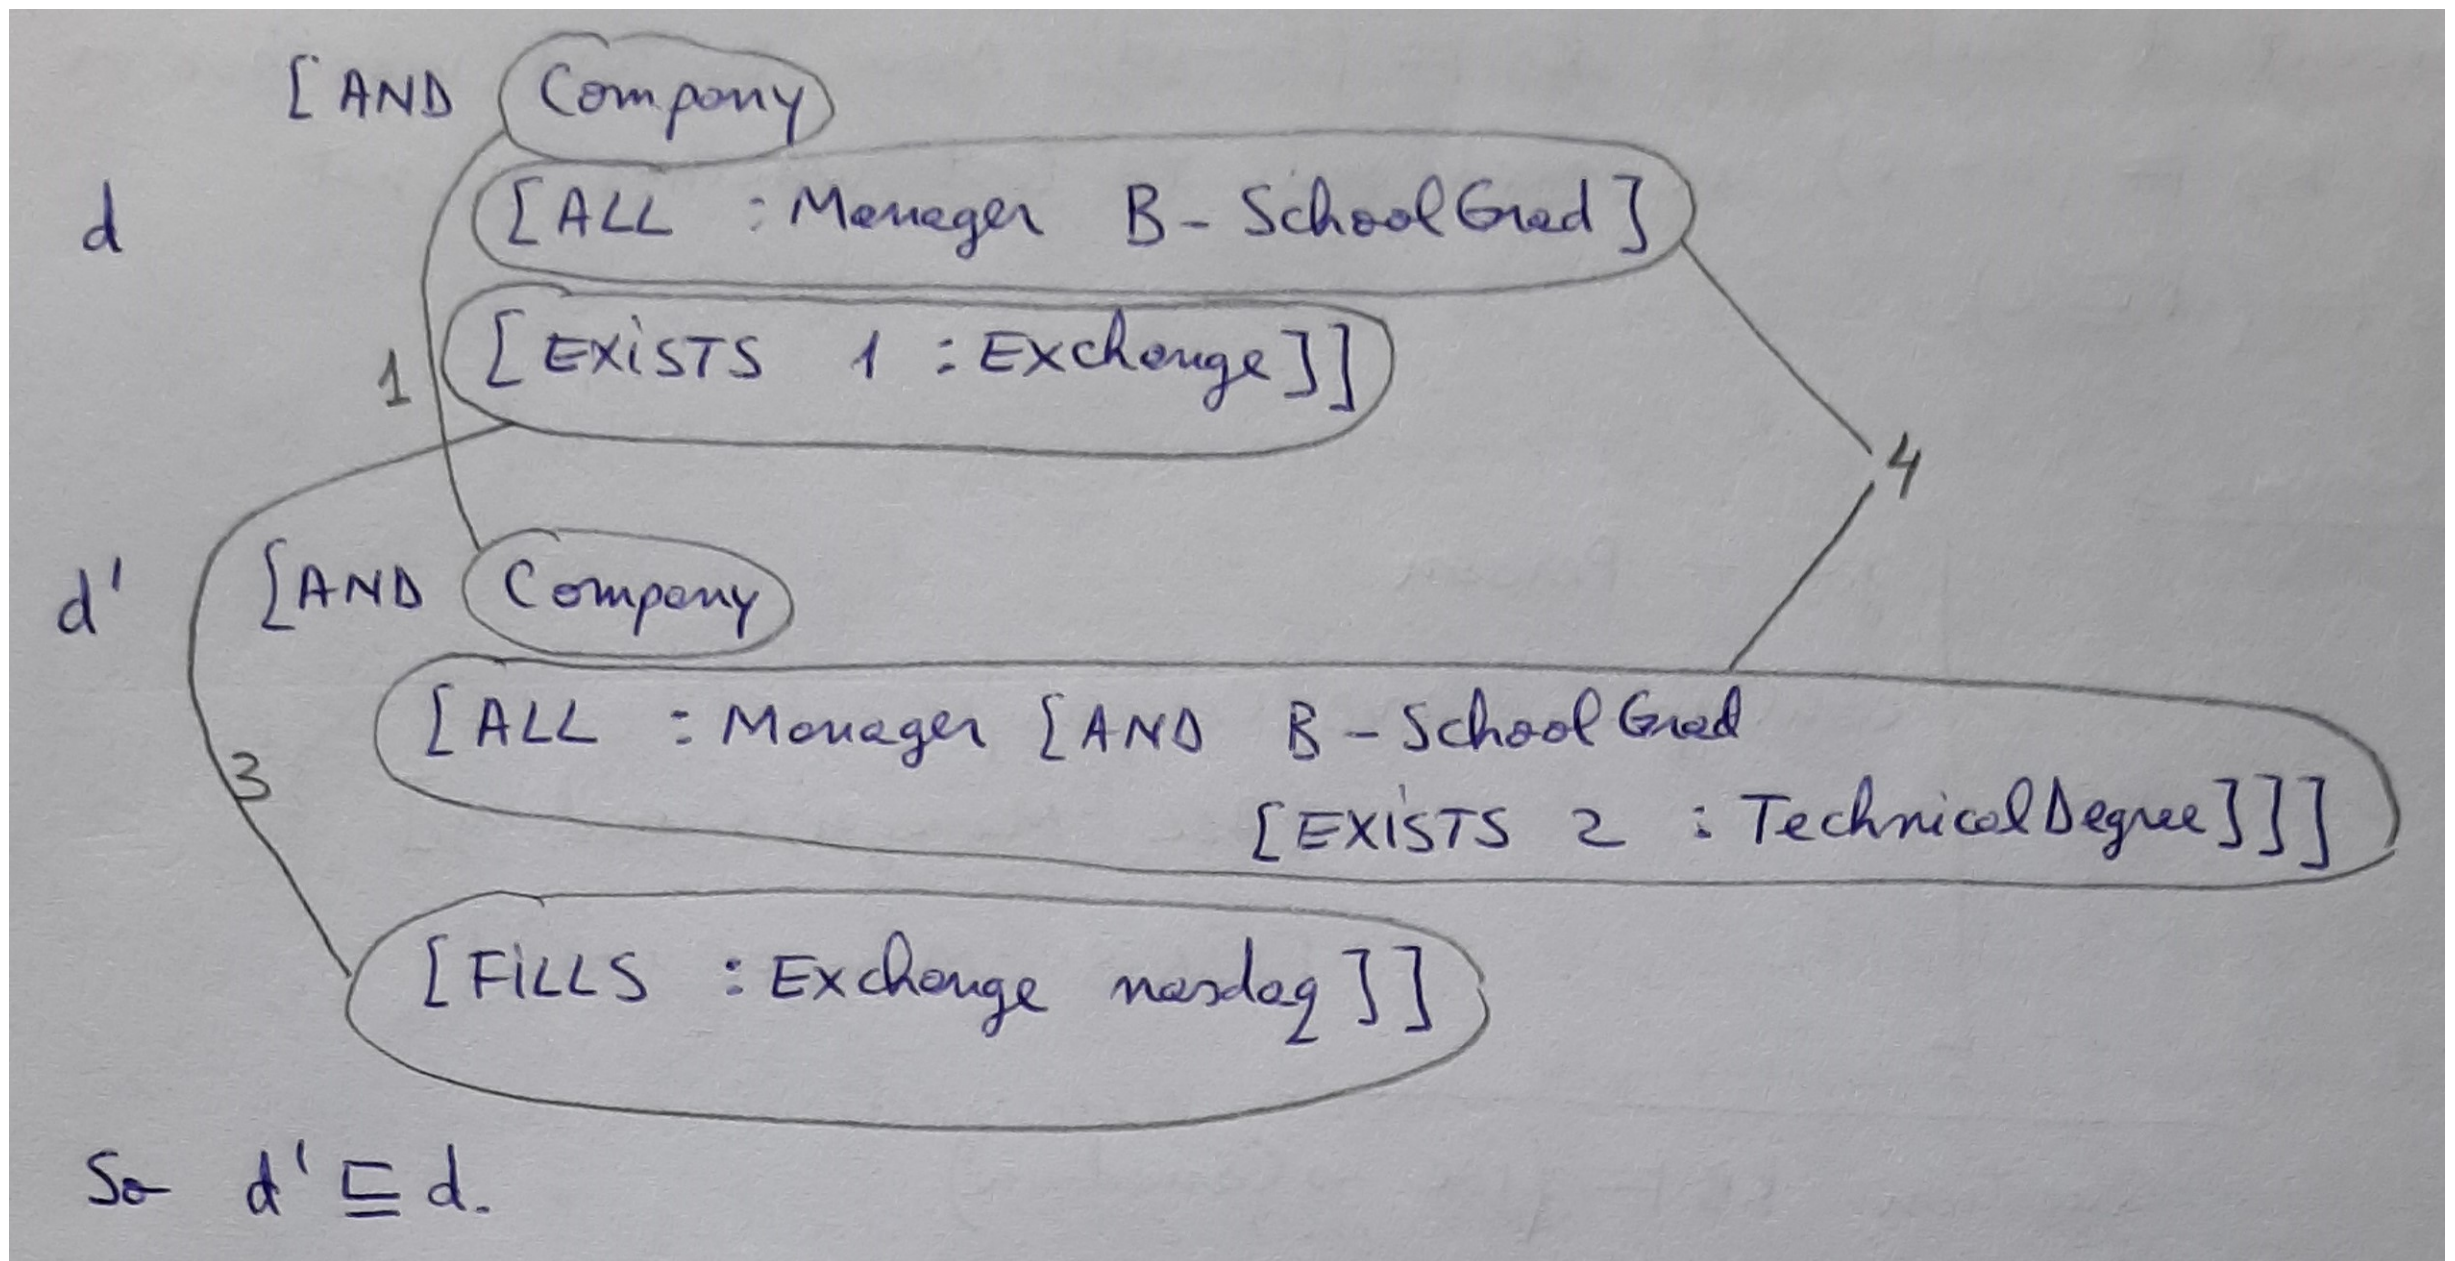 [AND Company
d [ALL :Manager B-SchoolGrad]
1 [EXISTS 1 :Exchange]]
4
d' [AND Company
[ALL :Manager [AND B-SchoolGrad
3 [EXISTS 2 :TechnicalDegree]]]
[FILLS :Exchange nasdaq]]
So d' ⊑ d.